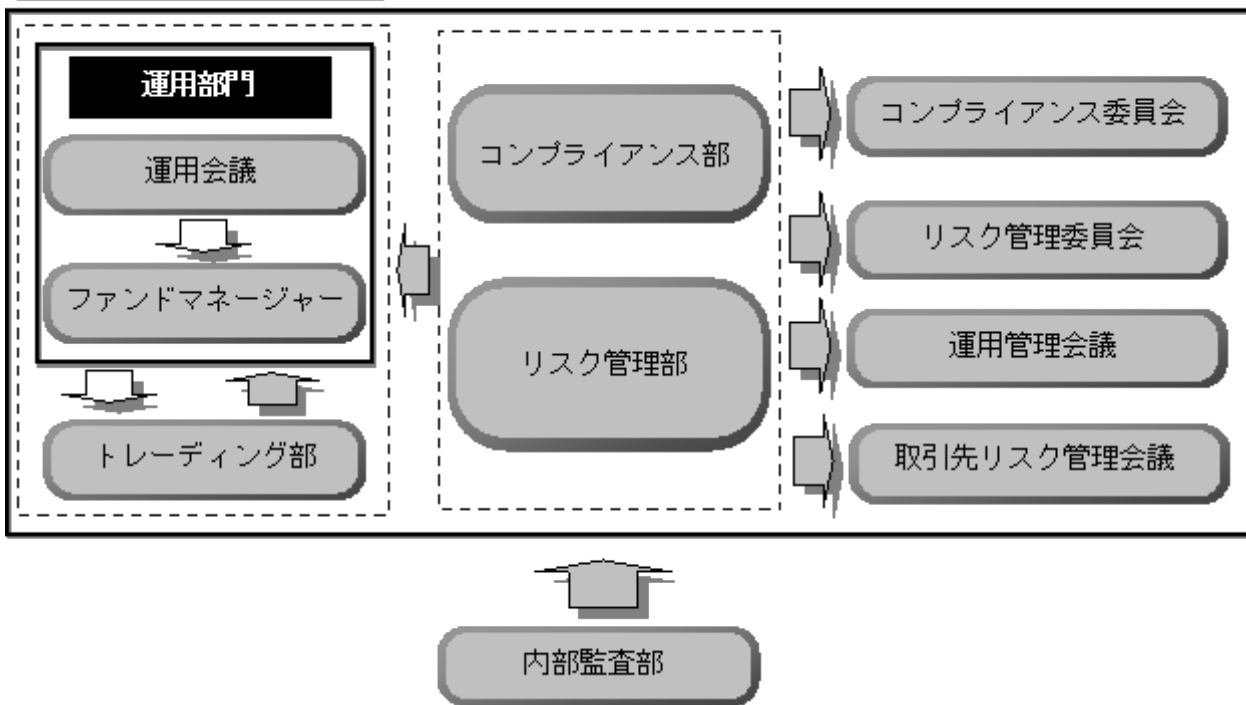 運用部門
運用会議
ファンドマネージャー
トレーディング部
コンプライアンス部
リスク管理部
コンプライアンス委員会
リスク管理委員会
運用管理会議
取引先リスク管理会議
内部監査部